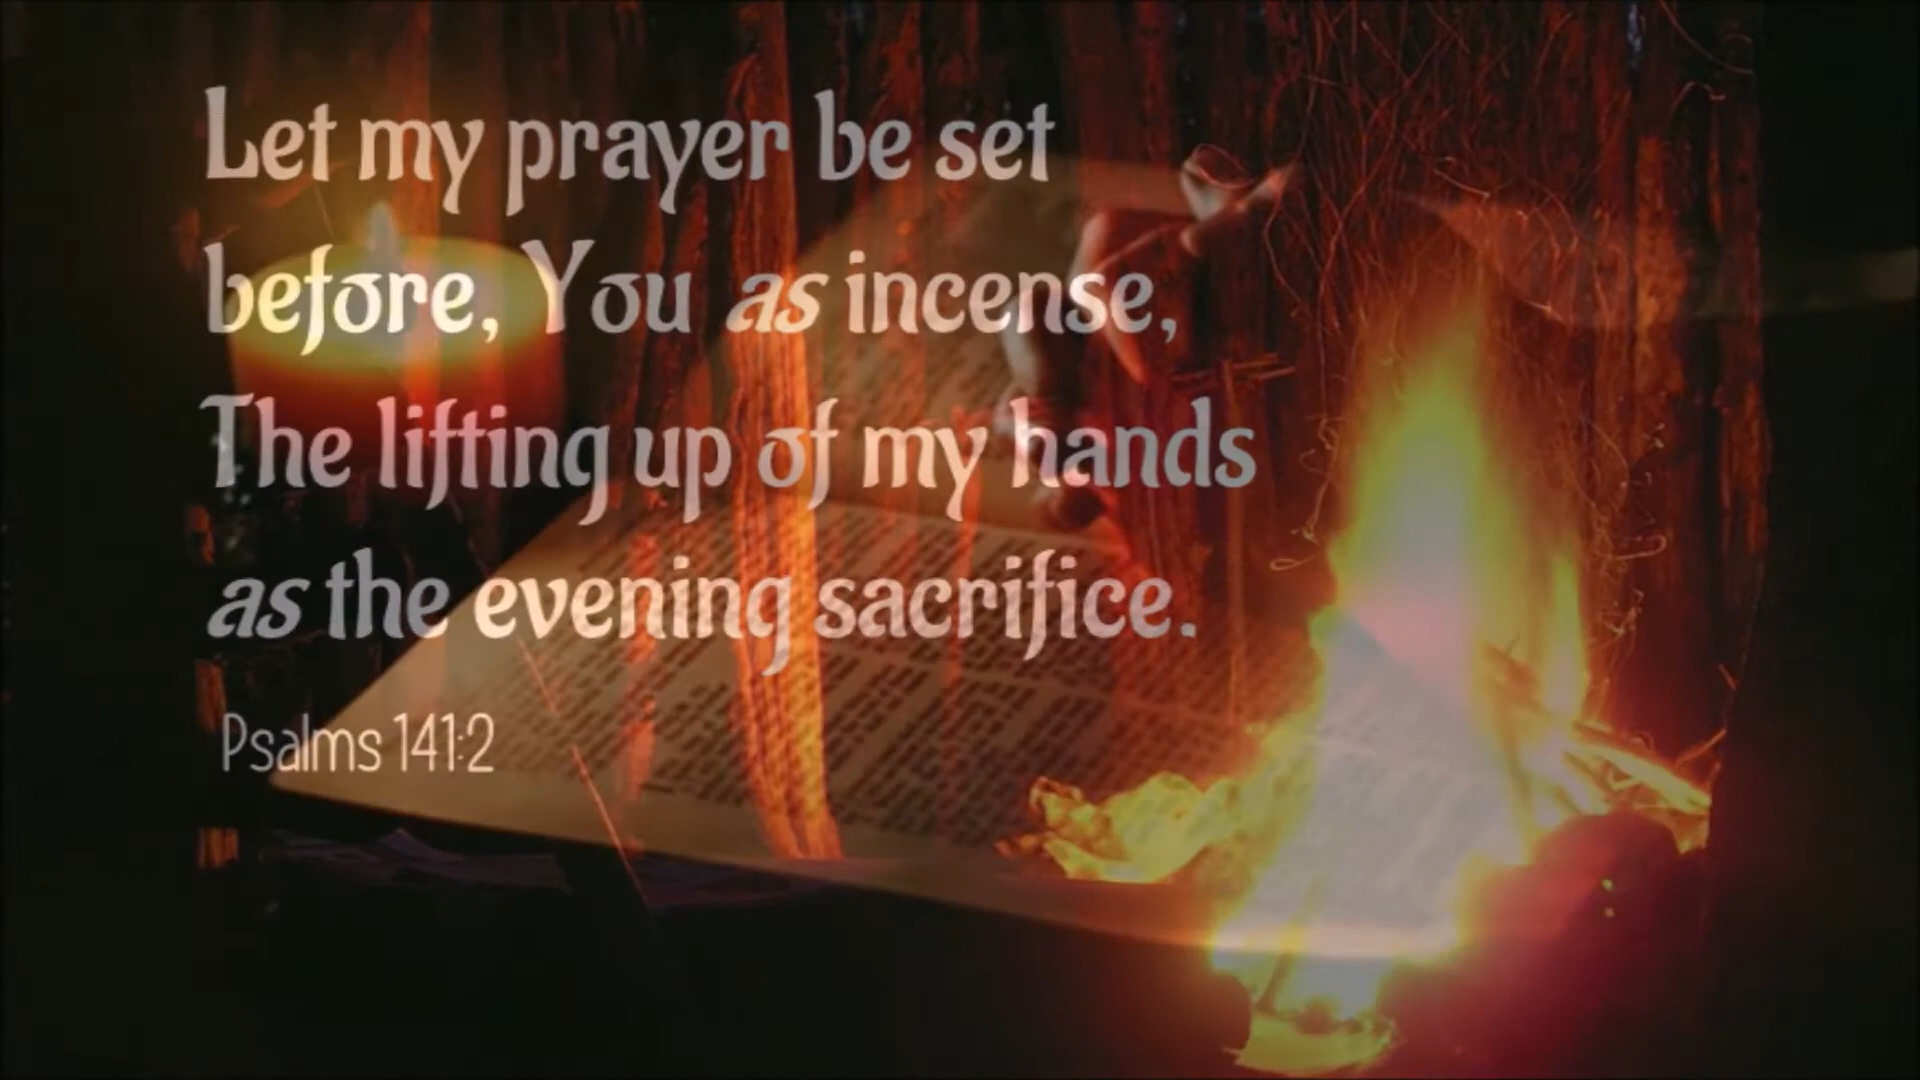 Let my prayer be set
before, You as incense,
The lifting up of my hands
as the evening sacrifice.
Psalms 141:2